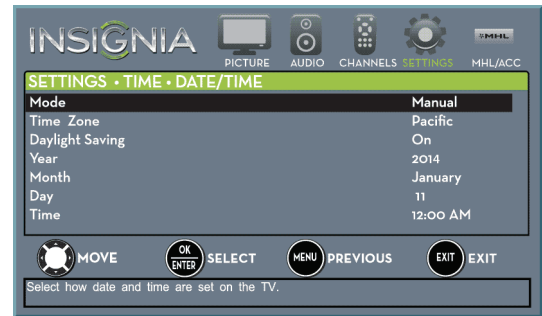 INSIGNIA
PICTURE AUDIO CHANNELS SETTINGS MHL/ACC
MHL
SETTINGS • TIME • DATE/TIME
Mode Manual
Time Zone Pacific
Daylight Saving On
Year 2014
Month January
Day 11
Time 12:00 AM
MOVE OK ENTER SELECT MENU PREVIOUS EXIT EXIT
Select how date and time are set on the TV.